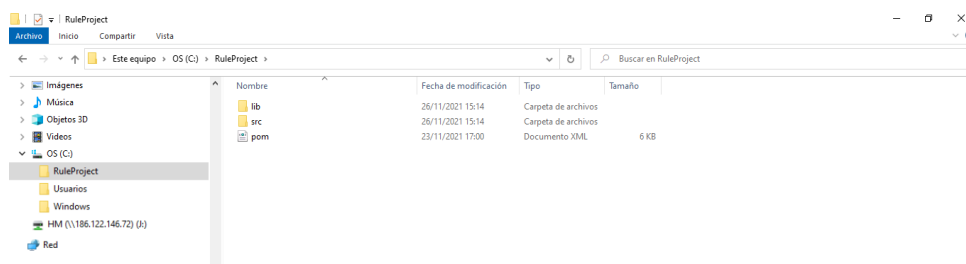 RuleProject
Archivo Inicio Compartir Vista
Este equipo > OS (C:) > RuleProject >
Buscar en RuleProject
Imágenes
Música
Objetos 3D
Videos
OS (C:)
RuleProject
Usuarios
Windows
HM (\\186.122.146.72) (J:)
Red
Nombre Fecha de modificación Tipo Tamaño
lib 26/11/2021 15:14 Carpeta de archivos
src 26/11/2021 15:14 Carpeta de archivos
pom 23/11/2021 17:00 Documento XML 6 KB